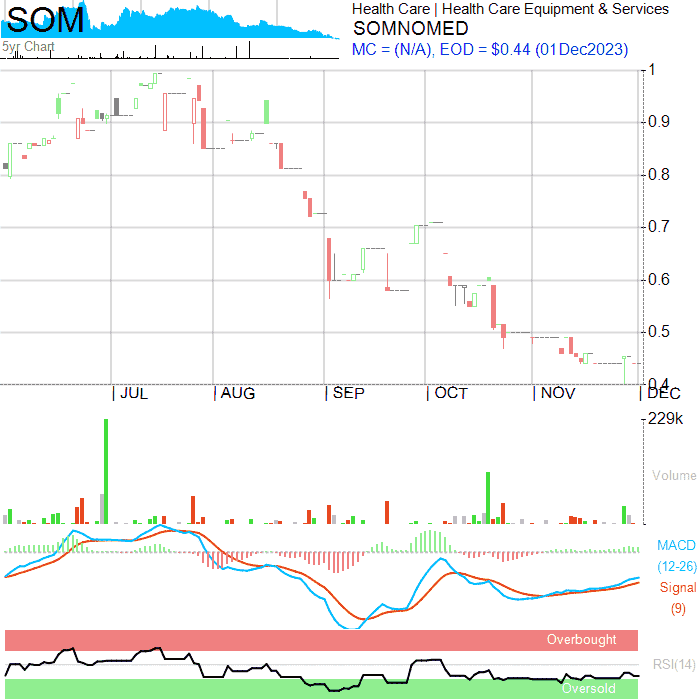 SOM
Health Care | Health Care Equipment & Services
SOMNOMED
5yr Chart
MC = (N/A), EOD = $0.44 (01Dec2023)
1
0.9
0.8
0.7
0.6
0.5
0.4
JUL AUG SEP OCT NOV DEC
229k
Volume
MACD
(12-26)
Signal
(9)
Overbought
RSI(14)
Oversold